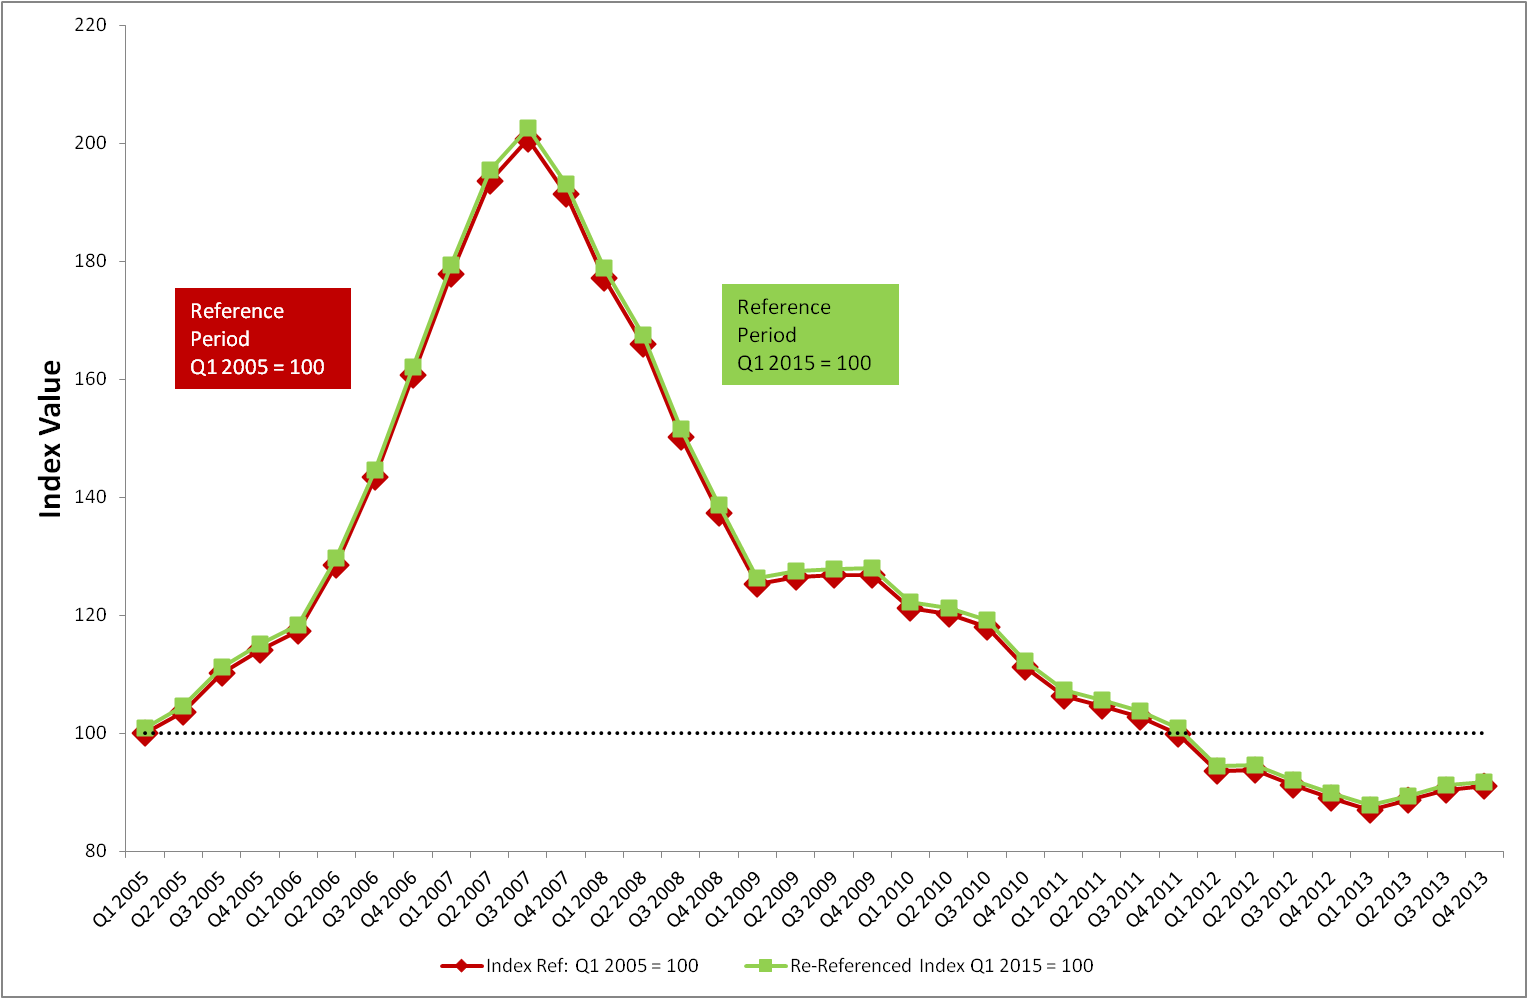 220
200
180
160
140
120
100
80
Index Value
Reference
Period
Q1 2005 = 100
Reference
Period
Q1 2015 = 100
Q1 2005
Q2 2005
Q3 2005
Q4 2005
Q1 2006
Q2 2006
Q3 2006
Q4 2006
Q1 2007
Q2 2007
Q3 2007
Q4 2007
Q1 2008
Q2 2008
Q3 2008
Q4 2008
Q1 2009
Q2 2009
Q3 2009
Q4 2009
Q1 2010
Q2 2010
Q3 2010
Q4 2010
Q1 2011
Q2 2011
Q3 2011
Q4 2011
Q1 2012
Q2 2012
Q3 2012
Q4 2012
Q1 2013
Q2 2013
Q3 2013
Q4 2013
Index Ref: Q1 2005 = 100
Re-Referenced Index Q1 2015 = 100